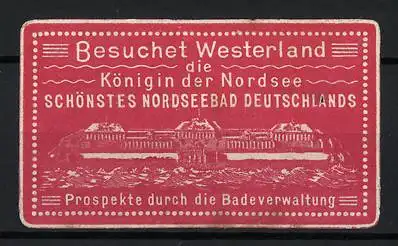 Besuchet Westerland
die
Königin der Nordsee
SCHÖNSTES NORDSEEBAD DEUTSCHLANDS
Prospekte durch die Badeverwaltung